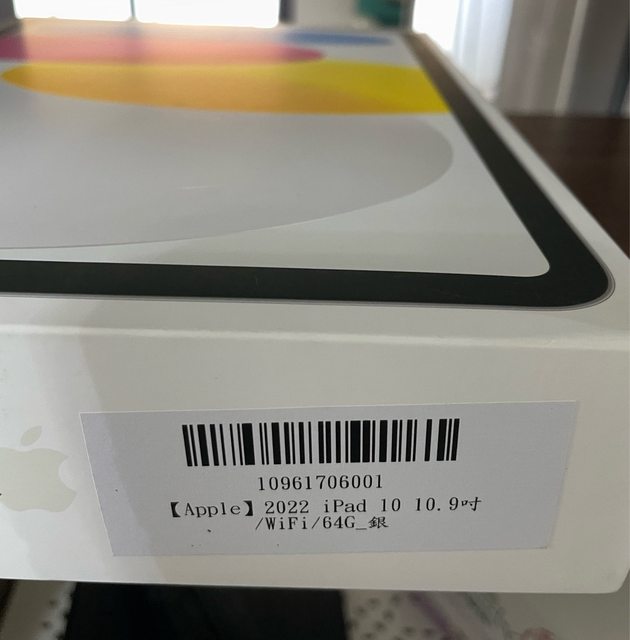 10961706001
【Apple】2022 iPad 10 10.9吋
/WiFi/64G_銀